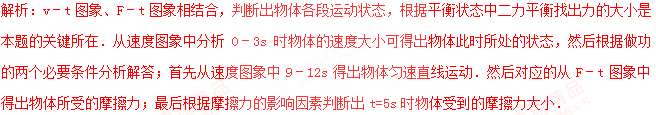 解析：v－t图象、F－t图象相结合，判断出物体各段运动状态，根据平衡状态中二力平衡找出力的大小是
本题的关键所在．从速度图象中分析 0－3s 时物体的速度大小可得出物体此时所处的状态，然后根据做功
的两个必要条件分析解答；首先从速度图象中 9－12s 得出物体匀速直线运动．然后对应的从 F－t 图象中
得出物体所受的摩擦力；最后根据摩擦力的影响因素判断出 t=5s 时物体受到的摩擦力大小．